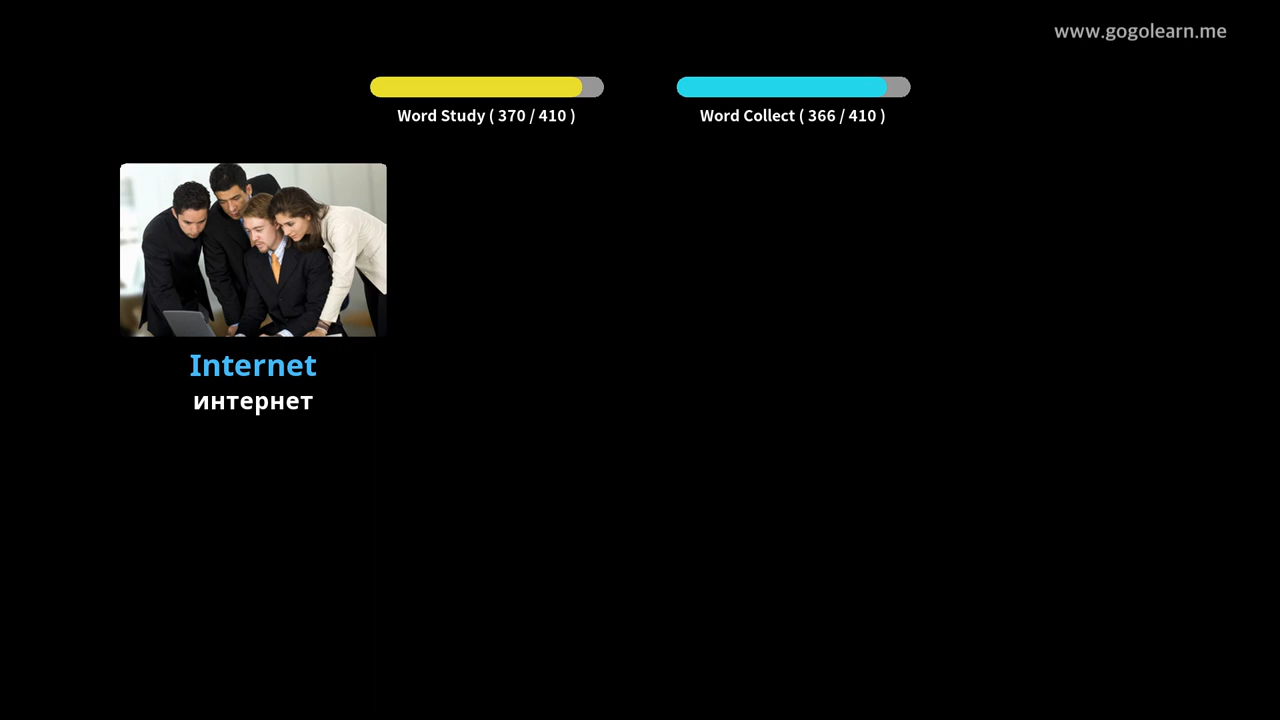 www.gogolearn.me
Word Study ( 370 / 410 )
Word Collect ( 366 / 410 )
Internet
интернет